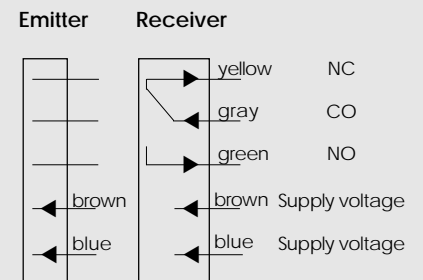 Emitter Receiver
yellow NC
gray CO
green NO
brown brown Supply voltage
blue blue Supply voltage